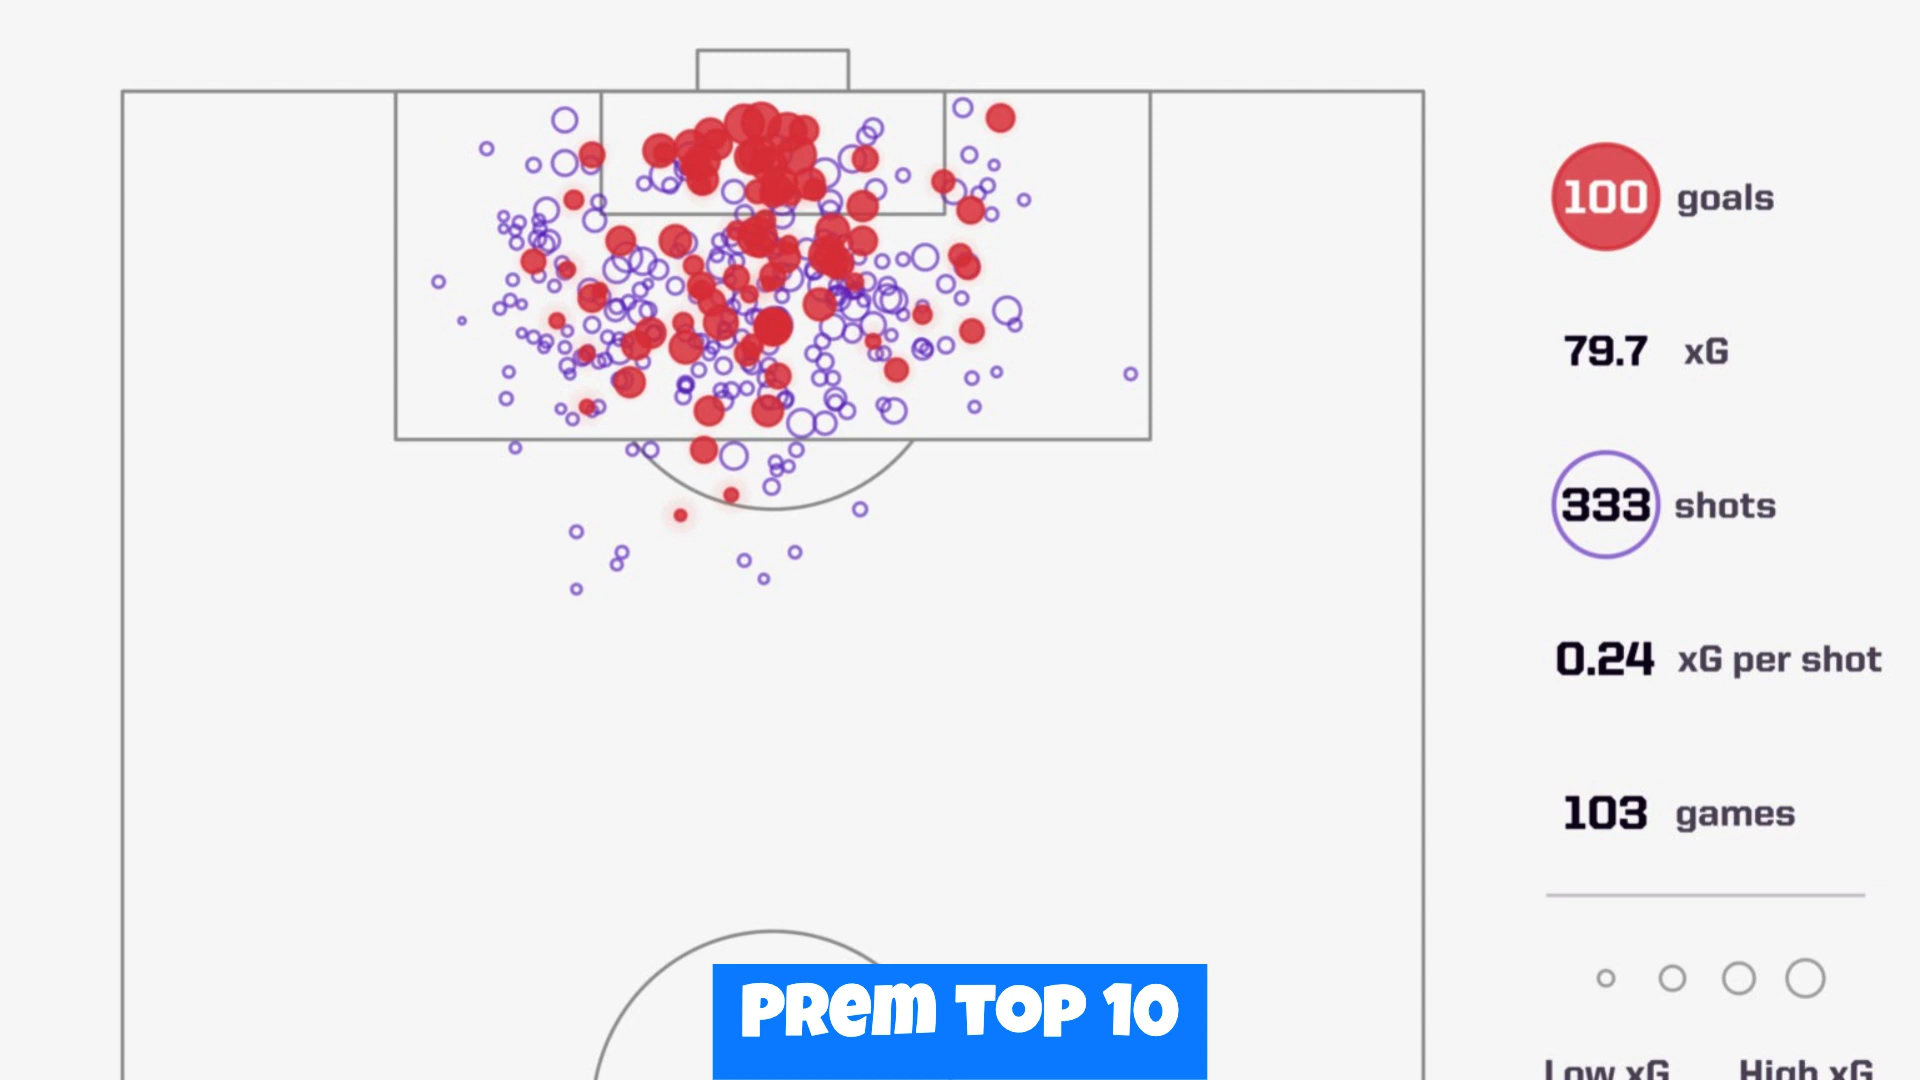 100 goals
79.7 xG
333 shots
0.24 xG per shot
103 games
Low xG High xG
PREM TOP 10